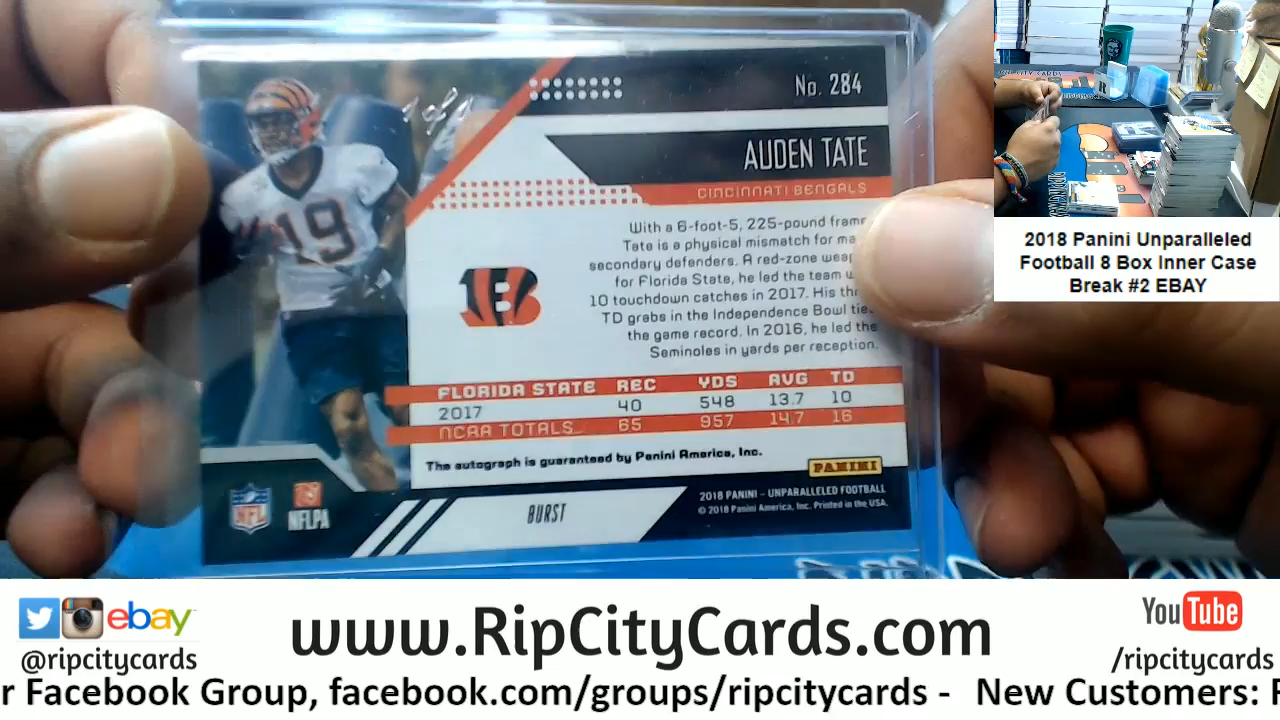 No. 284
1 of 1
AUDEN TATE
CINCINNATI BENGALS
19
B
With a 6-foot-5, 225-pound frame
Tate is a physical mismatch for
secondary defenders. A red-zone
for Florida State, he led the team
10 touchdown catches in 2017. His
TD grabs in the Independence Bowl
the game record. In 2016, he led the
Seminoles in yards per reception.
FLORIDA STATE REC YDS AVG TD
2017 40 548 13.7 10
NCAA TOTALS 65 957 14.7 16
The autograph is guaranteed by Panini America, Inc.
PANINI
NFL NFLPA
BURST
2018 PANINI - UNPARALLELED FOOTBALL
© 2018 Panini America, Inc. Printed in the USA.
2018 Panini Unparalleled
Football 8 Box Inner Case
Break #2 EBAY
ebay
@ripcitycards
www.RipCityCards.com
YouTube
/ripcitycards
r Facebook Group, facebook.com/groups/ripcitycards - New Customers: